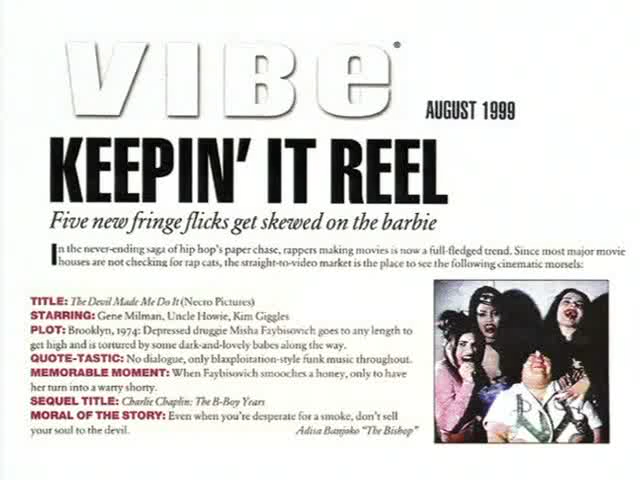 VIBE
AUGUST 1999
KEEPIN' IT REEL
Five new fringe flicks get skewed on the barbie
In the never-ending saga of hip hop's paper chase, rappers making movies is now a full-fledged trend. Since most major movie
houses are not checking for rap cats, the straight-to-video market is the place to see the following cinematic morsels:
TITLE: The Devil Made Me Do It (Necro Pictures)
STARRING: Gene Milman, Uncle Howie, Kim Giggles
PLOT: Brooklyn, 1974: Depressed druggie Misha Faybisovich goes to any length to
get high and is tortured by some dark-and-lovely babes along the way.
QUOTE-TASTIC: No dialogue, only blaxploitation-style funk music throughout.
MEMORABLE MOMENT: When Faybisovich smooches a honey, only to have
her turn into a warty shorty.
SEQUEL TITLE: Charlie Chaplin: The B-Boy Years
MORAL OF THE STORY: Even when you're desperate for a smoke, don't sell
your soul to the devil. Adisa Banjoko "The Bishop"